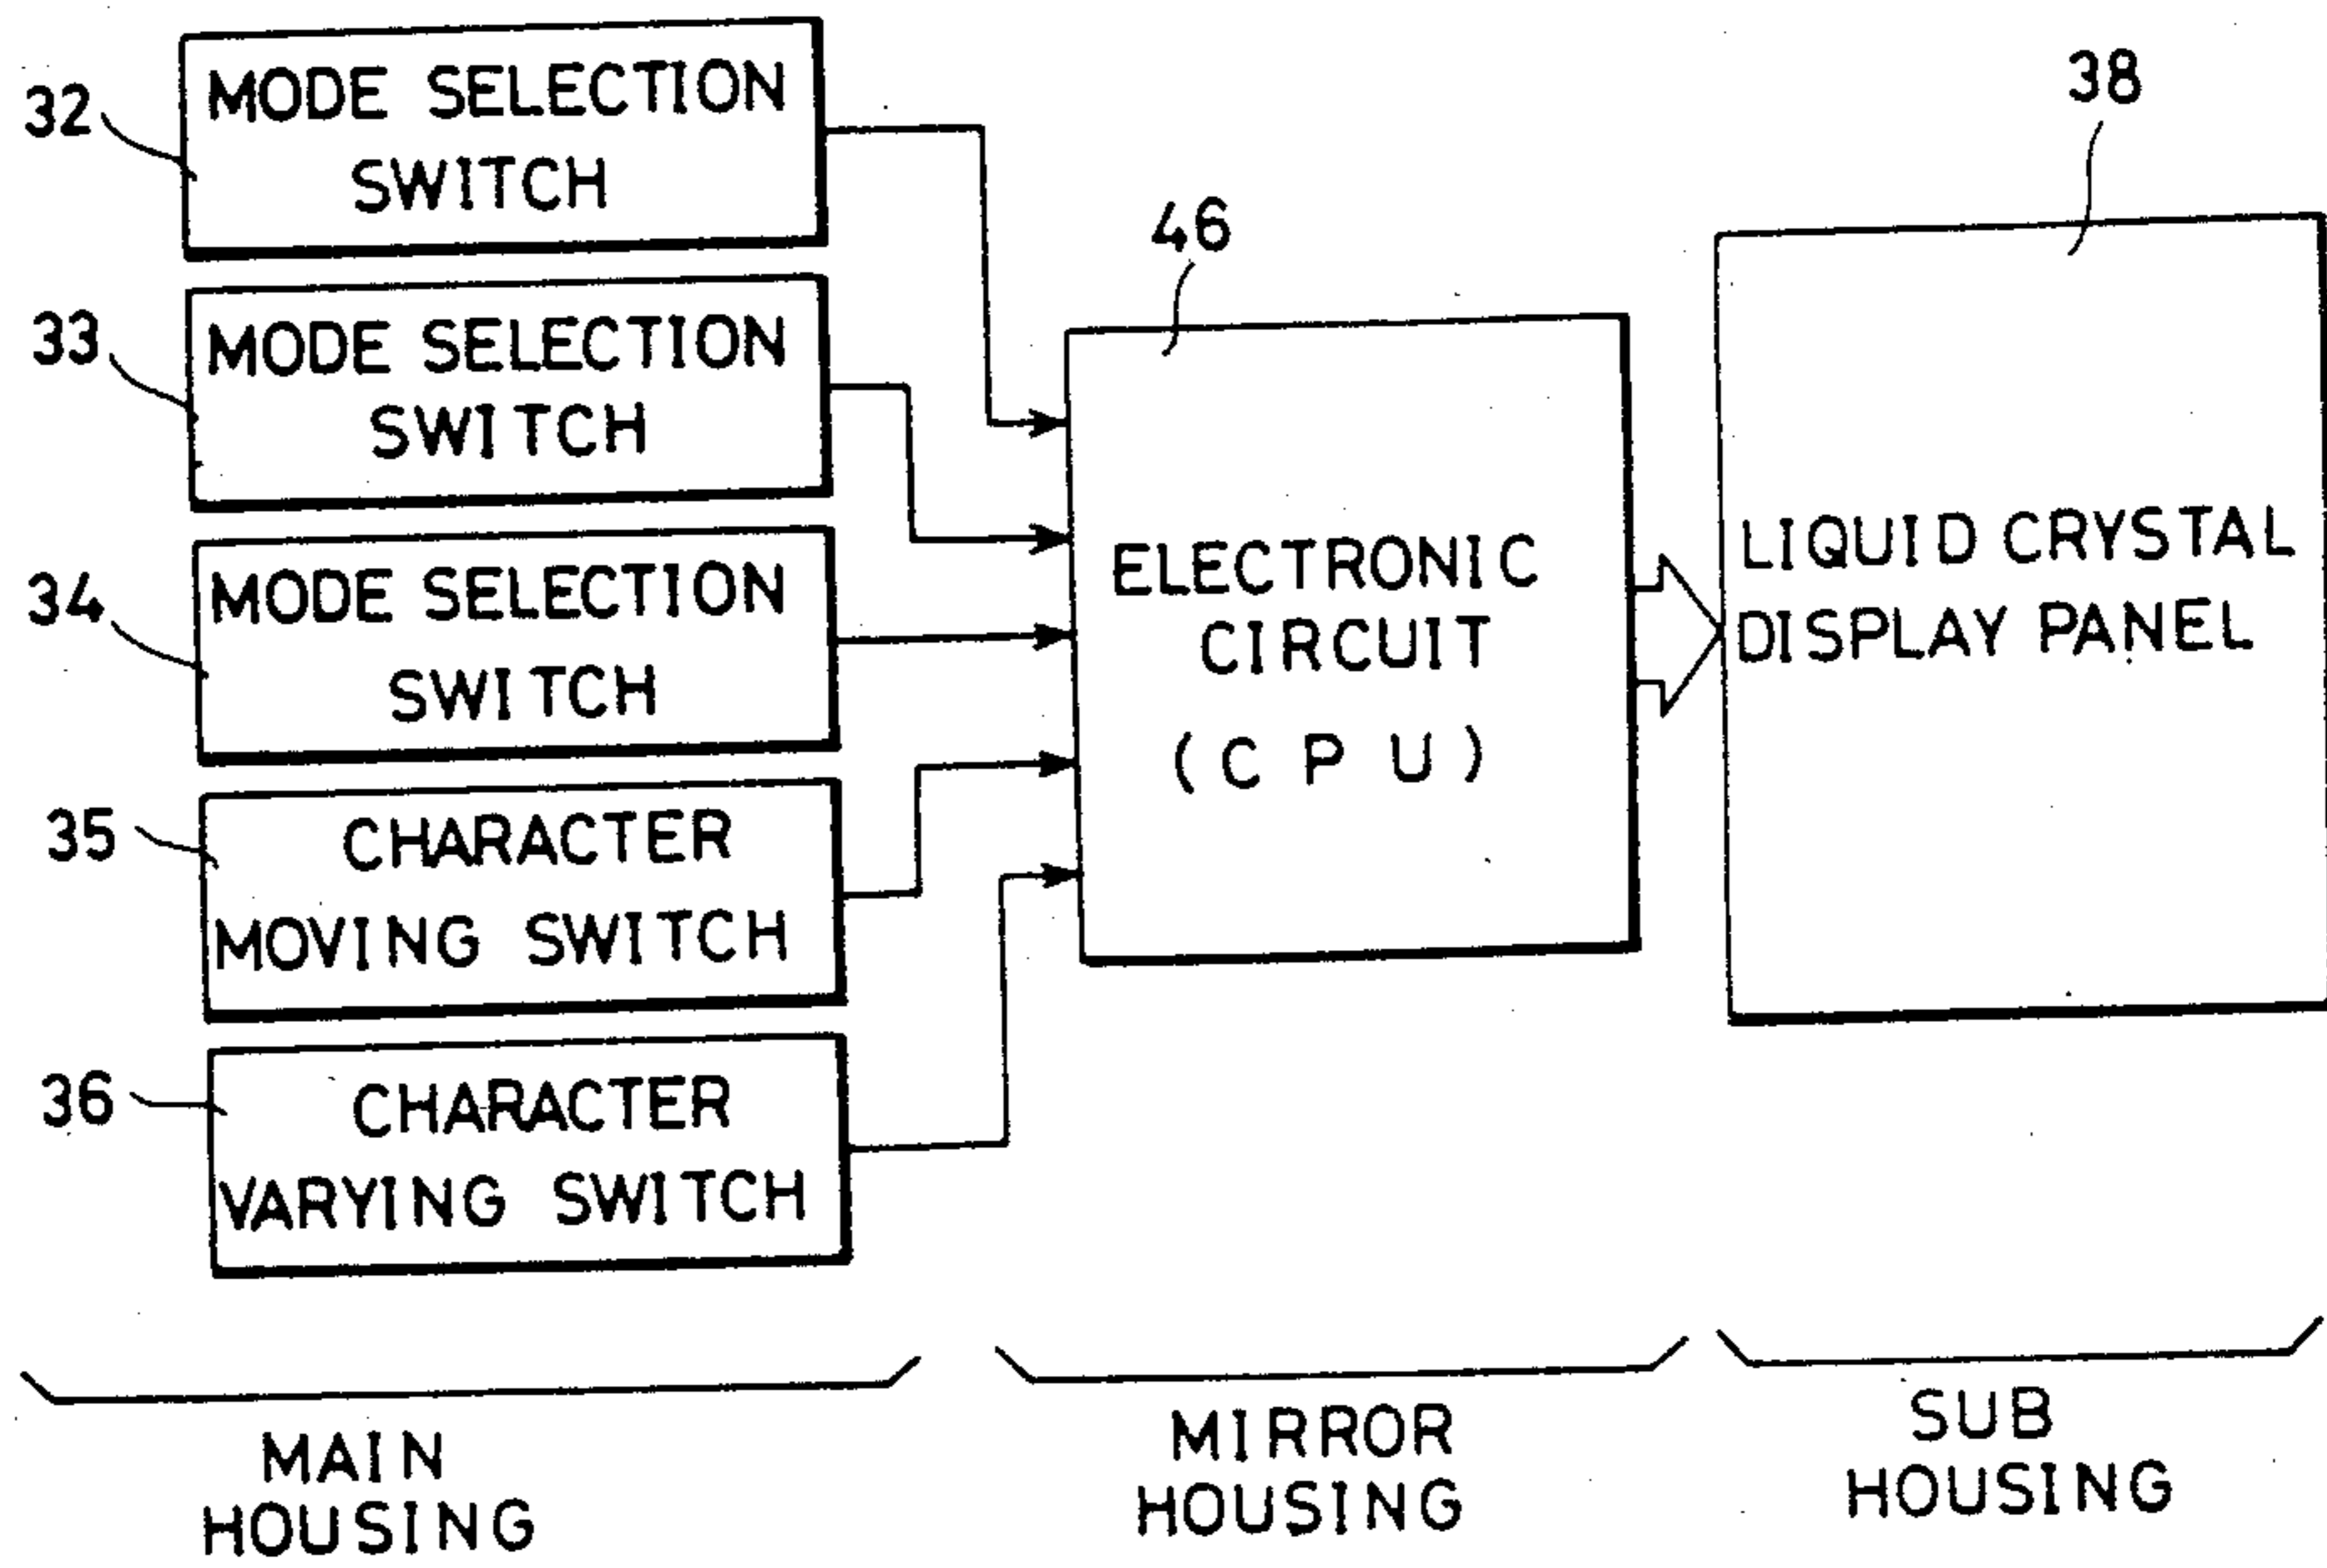 32
MODE SELECTION
SWITCH
33
MODE SELECTION
SWITCH
34
MODE SELECTION
SWITCH
35
CHARACTER
MOVING SWITCH
36
CHARACTER
VARYING SWITCH
46
ELECTRONIC
CIRCUIT
(CPU)
38
LIQUID CRYSTAL
DISPLAY PANEL
MAIN
HOUSING
MIRROR
HOUSING
SUB
HOUSING